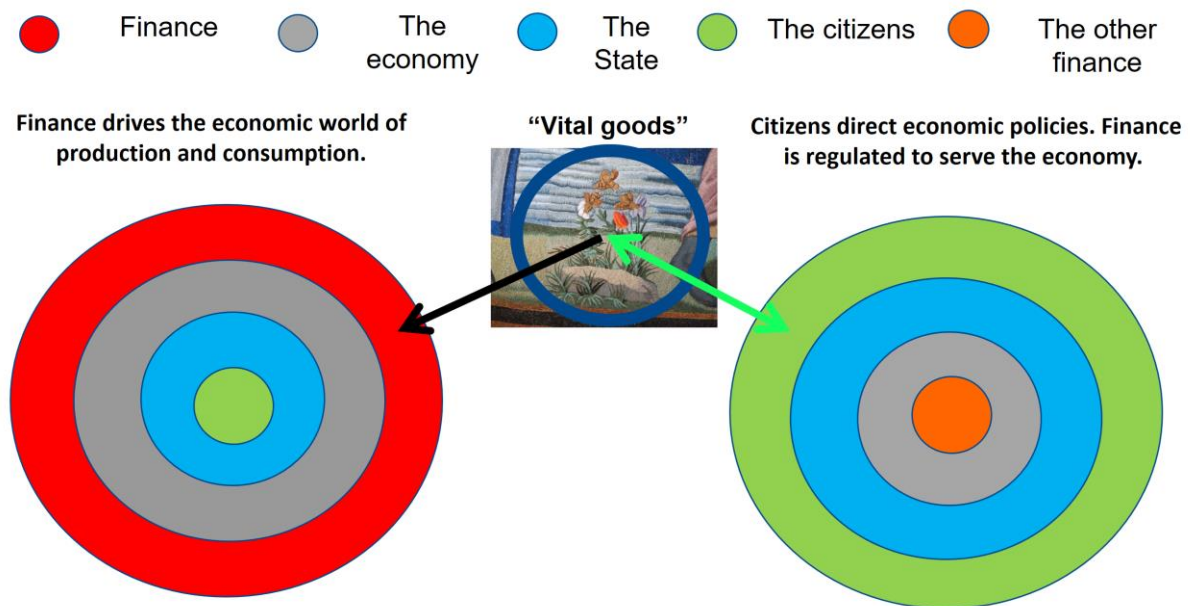 Finance
The
economy
The
State
The citizens
The other
finance
Finance drives the economic world of
production and consumption.
“Vital goods”
Citizens direct economic policies. Finance
is regulated to serve the economy.